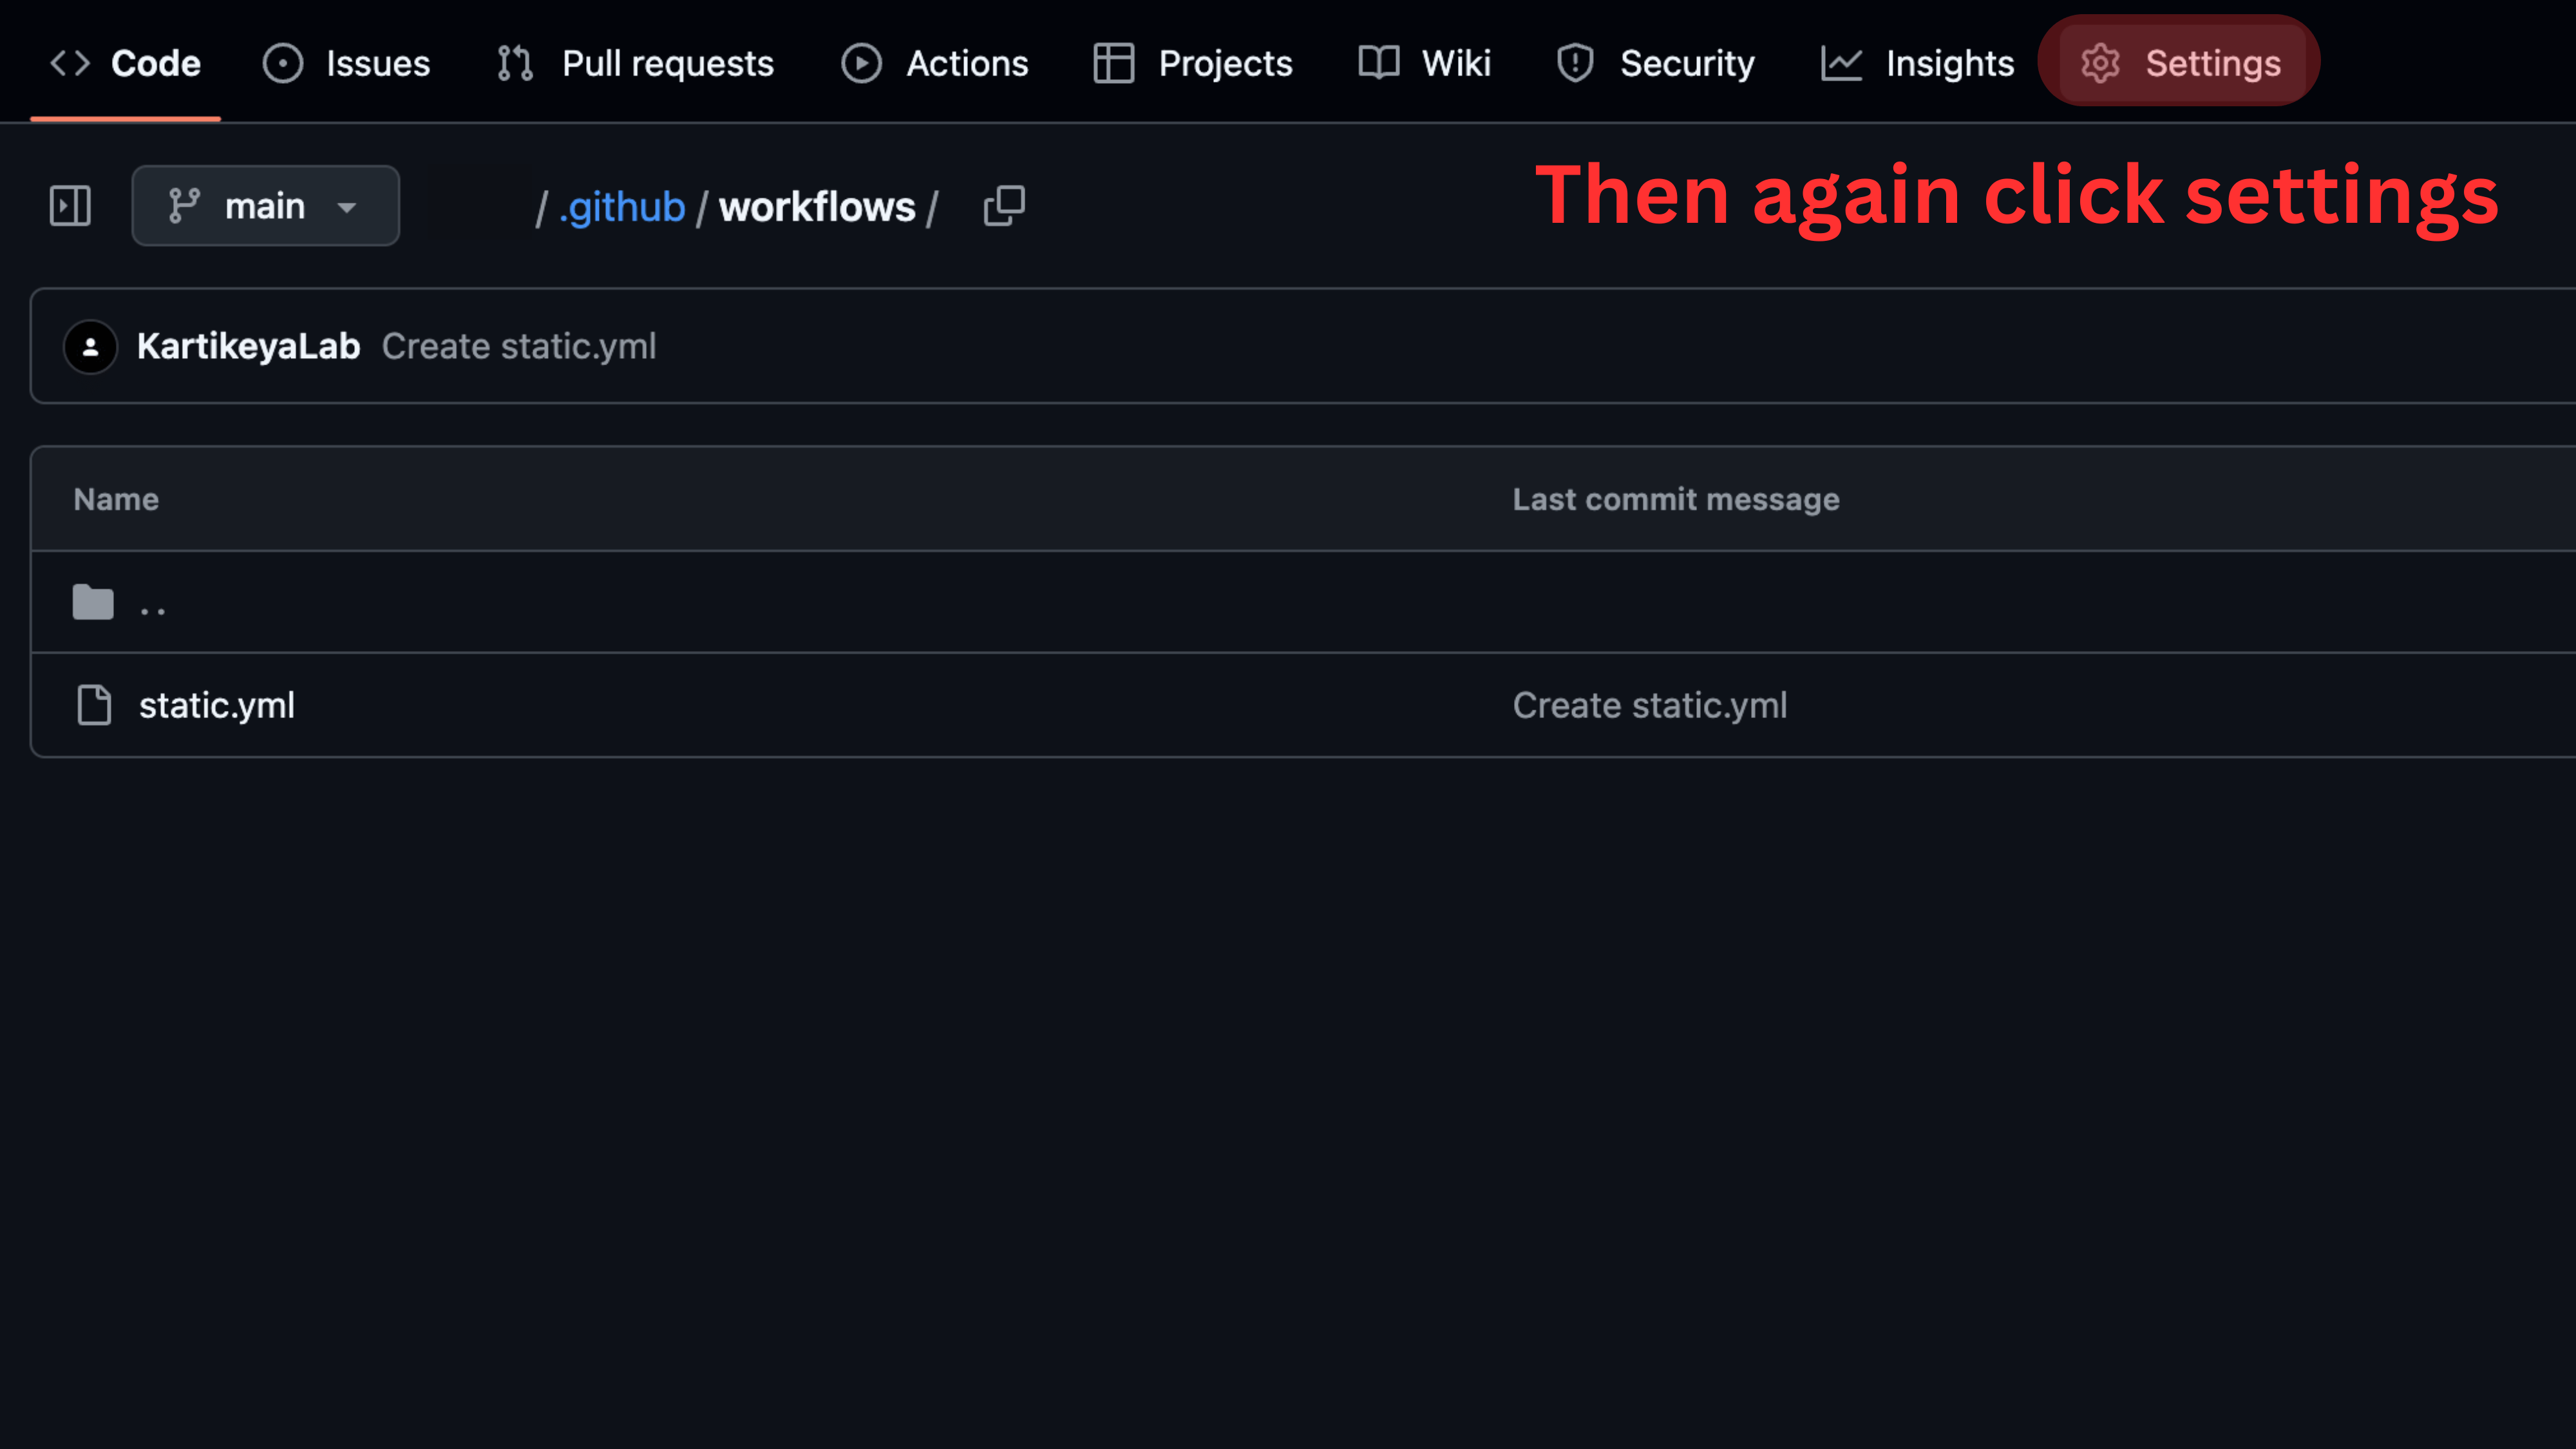 Code Issues Pull requests Actions Projects Wiki Security Insights Settings
main / .github / workflows /
Then again click settings
KartikeyaLab Create static.yml
Name Last commit message
..
static.yml Create static.yml